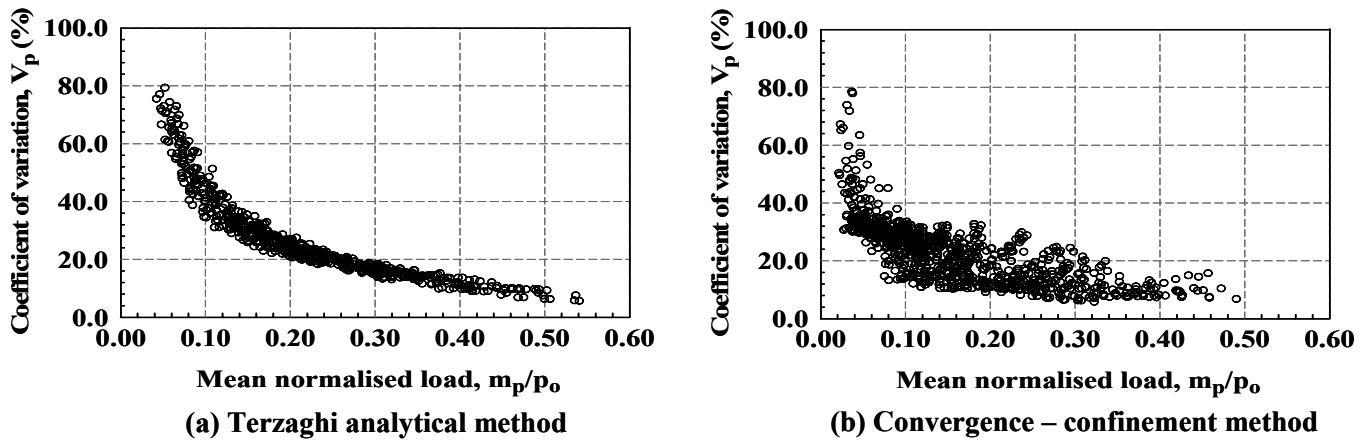 Coefficient of variation, Vp (%)
100.0
80.0
60.0
40.0
20.0
0.0
0.00 0.10 0.20 0.30 0.40 0.50 0.60
Mean normalised load, mp/po
(a) Terzaghi analytical method
Coefficient of variation, Vp (%)
100.0
80.0
60.0
40.0
20.0
0.0
0.00 0.10 0.20 0.30 0.40 0.50 0.60
Mean normalised load, mp/po
(b) Convergence – confinement method